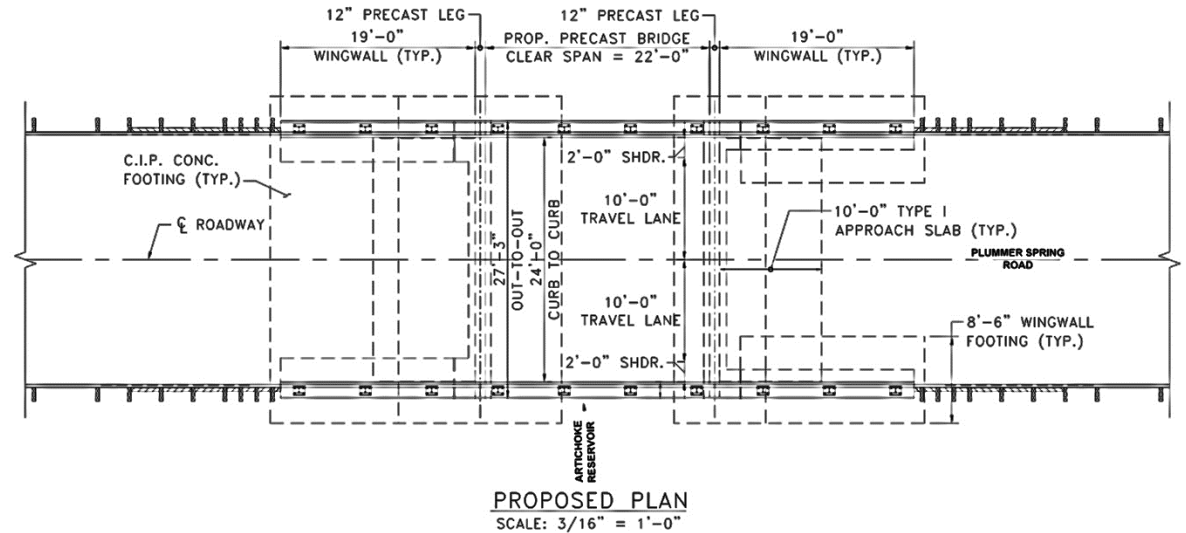 12" PRECAST LEG
12" PRECAST LEG
19'-0"
WINGWALL (TYP.)
PROP. PRECAST BRIDGE
CLEAR SPAN = 22'-0"
19'-0"
WINGWALL (TYP.)
C.I.P. CONC.
FOOTING (TYP.)
℄ ROADWAY
27'-3"
OUT-TO-OUT
24'-0"
CURB TO CURB
2'-0" SHDR.
10'-0"
TRAVEL LANE
10'-0"
TRAVEL LANE
2'-0" SHDR.
10'-0" TYPE I
APPROACH SLAB (TYP.)
PLUMMER SPRING
ROAD
8'-6" WINGWALL
FOOTING (TYP.)
ARTICHOKE
RESERVOIR
PROPOSED PLAN
SCALE: 3/16" = 1'-0"